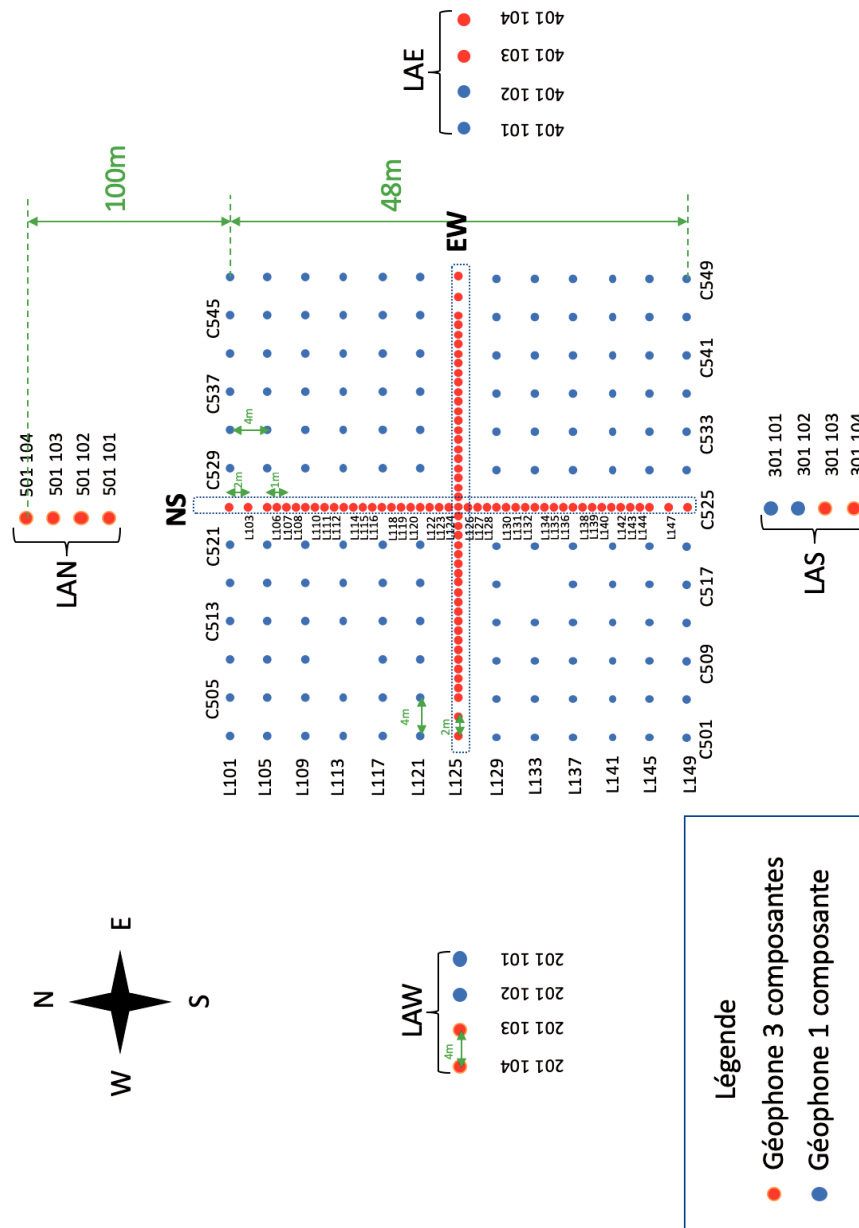 501 104
501 103
501 102
501 101
LAN
LAE
401 101
401 102
401 103
401 104
N
W
E
S
100m
48m
NS
EW
C505
C513
C521
C529
C537
C545
4m
2m
1m
L101
L105
L109
L113
L117
L121
L125
L129
L133
L137
L141
L145
L149
L103
L106
L107
L108
L110
L111
L112
L114
L115
L116
L118
L119
L120
L122
L123
L124
L126
L127
L128
L130
L131
L132
L134
L135
L136
L138
L139
L140
L142
L143
L144
L147
4m
2m
C501
C509
C517
C525
C533
C541
C549
LAW
4m
201 104
201 103
201 102
201 101
LAS
301 101
301 102
301 103
301 104
Légende
Géophone 3 composantes
Géophone 1 composante